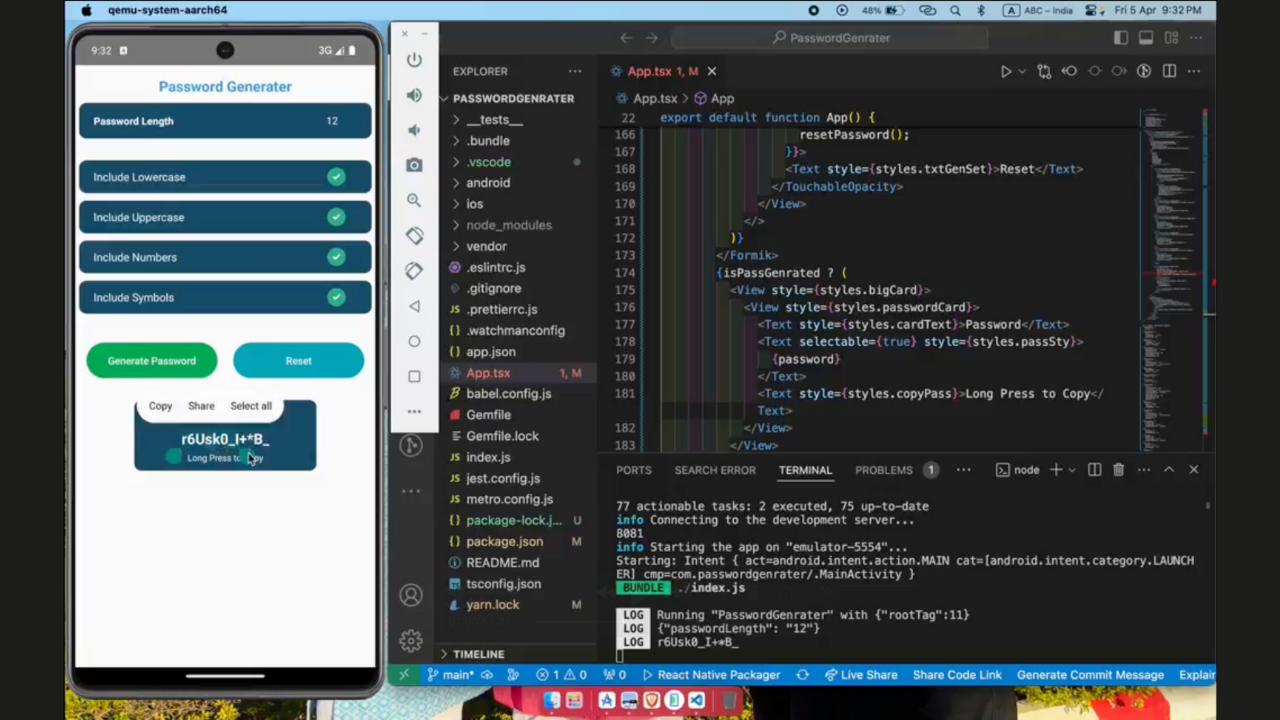 qemu-system-aarch64
48%
ABC – India
Fri 5 Apr 9:32 PM
9:32
3G
Password Generater
Password Length 12
Include Lowercase
Include Uppercase
Include Numbers
Include Symbols
Generate Password
Reset
Copy Share Select all
r6Usk0_I+*B_
Long Press to py
PasswordGenrater
EXPLORER
PASSWORDGENRATER
__tests__
.bundle
.vscode
android
ios
node_modules
vendor
.eslintrc.js
.gitignore
.prettierrc.js
.watchmanconfig
app.json
App.tsx 1, M
babel.config.js
Gemfile
Gemfile.lock
index.js
jest.config.js
metro.config.js
package-lock.j... U
package.json M
README.md
tsconfig.json
yarn.lock M
TIMELINE
App.tsx 1, M
App.tsx > App
22 export default function App() {
166 resetPassword();
167 }}>
168 <Text style={styles.txtGenSet}>Reset</Text>
169 </TouchableOpacity>
170 </View>
171 </>
172 )}
173 </Formik>
174 {isPassGenrated ? (
175 <View style={styles.bigCard}>
176 <View style={styles.passwordCard}>
177 <Text style={styles.cardText}>Password</Text>
178 <Text selectable={true} style={styles.passSty}>
179 {password}
180 </Text>
181 <Text style={styles.copyPass}>Long Press to Copy</
Text>
182 </View>
183 </View>
PORTS SEARCH ERROR TERMINAL PROBLEMS 1 node
77 actionable tasks: 2 executed, 75 up-to-date
info Connecting to the development server...
8081
info Starting the app on "emulator-5554"...
Starting: Intent { act=android.intent.action.MAIN cat=[android.intent.category.LAUNCH
ER] cmp=com.passwordgenrater/.MainActivity }
BUNDLE ./index.js
LOG Running "PasswordGenrater" with {"rootTag":11}
LOG {"passwordLength": "12"}
LOG r6Usk0_I+*B_
main* 1 0 0 React Native Packager Live Share Share Code Link Generate Commit Message Explair